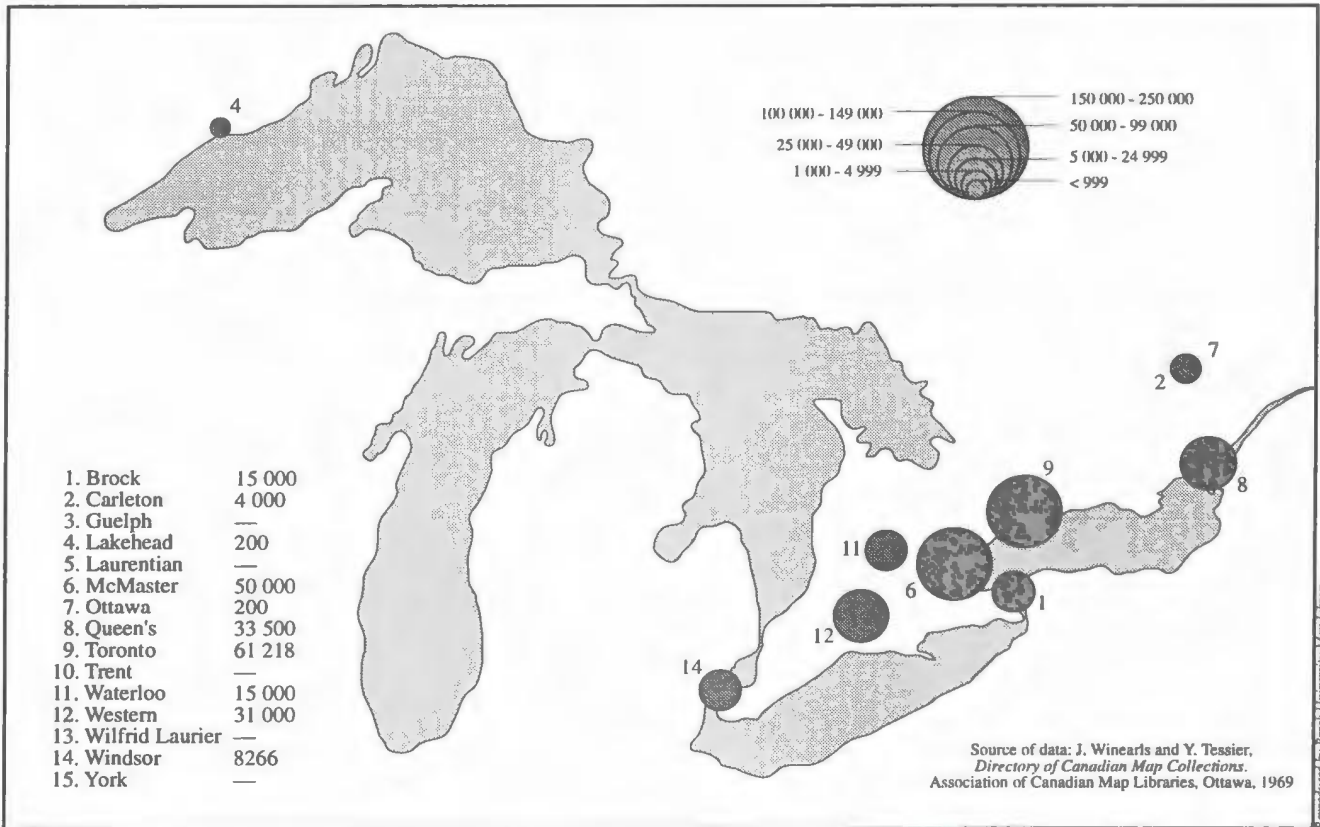 4
150 000 - 250 000
100 000 - 149 000
50 000 - 99 000
25 000 - 49 000
5 000 - 24 999
1 000 - 4 999
< 999
7
2
9
8
11
6
1
12
14
1. Brock 15 000
2. Carleton 4 000
3. Guelph —
4. Lakehead 200
5. Laurentian —
6. McMaster 50 000
7. Ottawa 200
8. Queen's 33 500
9. Toronto 61 218
10. Trent —
11. Waterloo 15 000
12. Western 31 000
13. Wilfrid Laurier —
14. Windsor 8266
15. York —
Source of data: J. Winearls and Y. Tessier,
Directory of Canadian Map Collections.
Association of Canadian Map Libraries, Ottawa, 1969